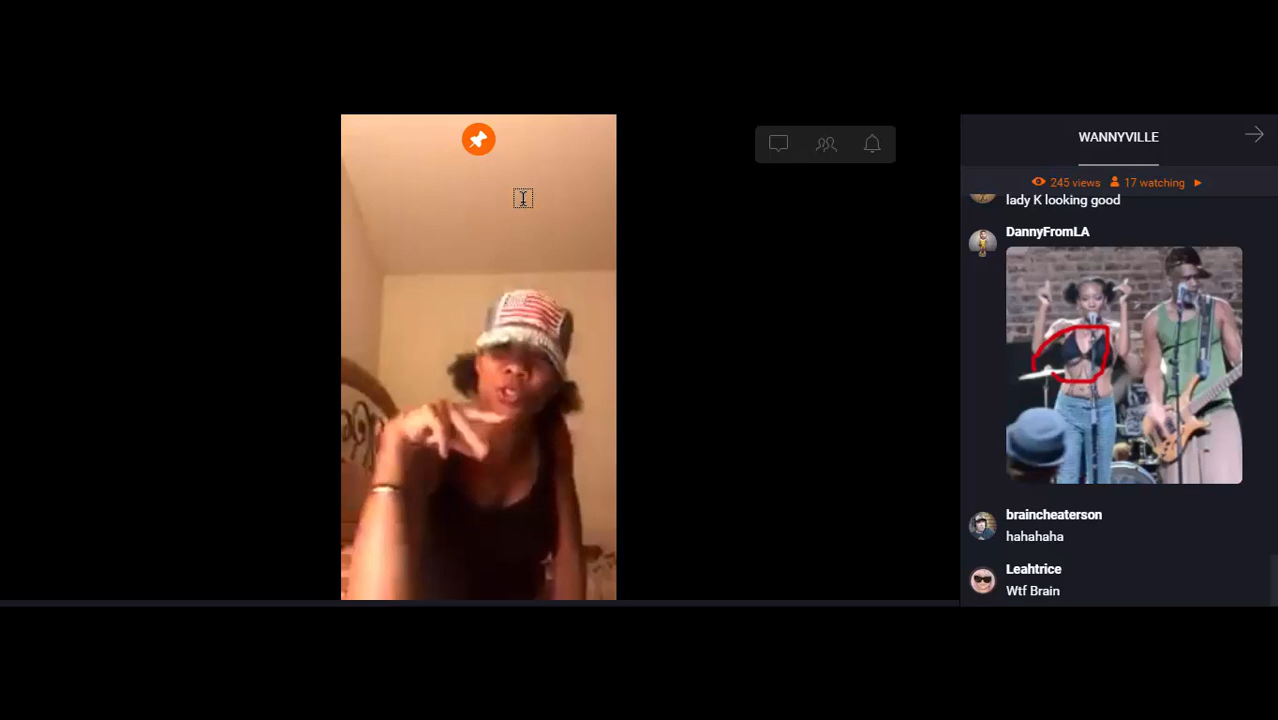 WANNYVILLE
245 views 17 watching
lady K looking good
DannyFromLA
braincheaterson
hahahaha
Leahtrice
Wtf Brain